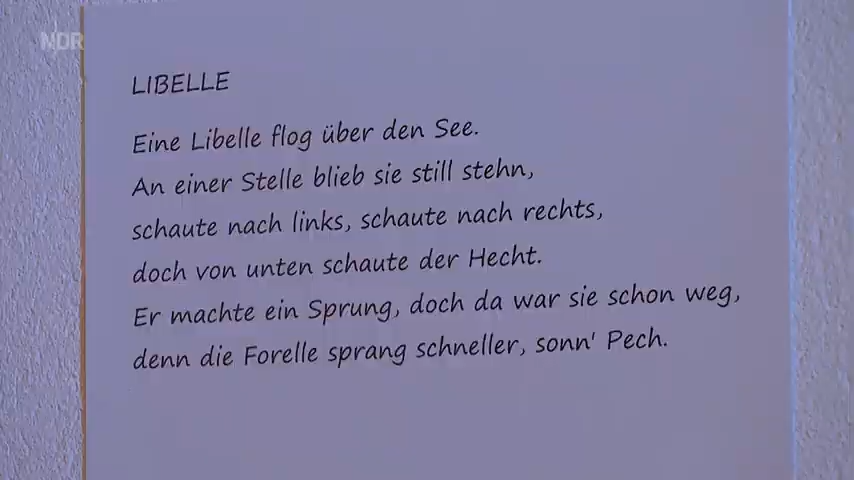 NDR
LIBELLE
Eine Libelle flog über den See.
An einer Stelle blieb sie still stehn,
schaute nach links, schaute nach rechts,
doch von unten schaute der Hecht.
Er machte ein Sprung, doch da war sie schon weg,
denn die Forelle sprang schneller, sonn' Pech.